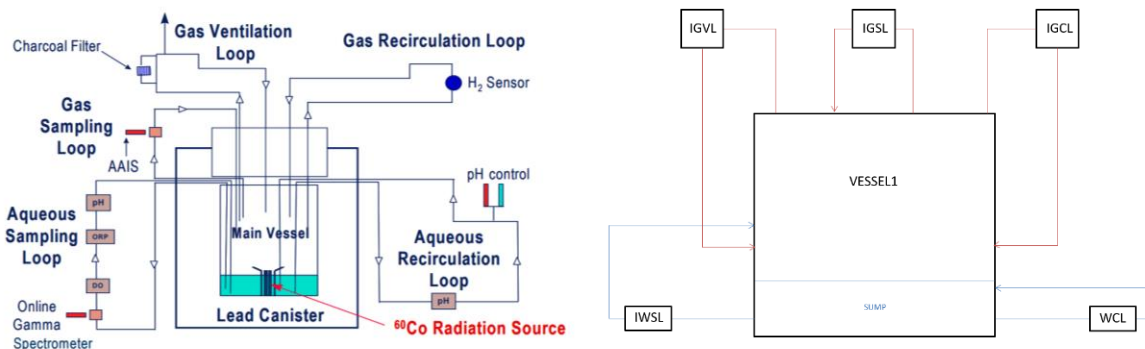 Gas Ventilation
Loop
Charcoal Filter
Gas Recirculation Loop
H2 Sensor
Gas
Sampling
Loop
AAIS
pH control
pH
Aqueous
Sampling
Loop
ORP
DO
Online
Gamma
Spectrometer
Main Vessel
Aqueous
Recirculation
Loop
pH
Lead Canister
60Co Radiation Source
IGVL
IGSL
IGCL
VESSEL1
SUMP
IWSL
WCL